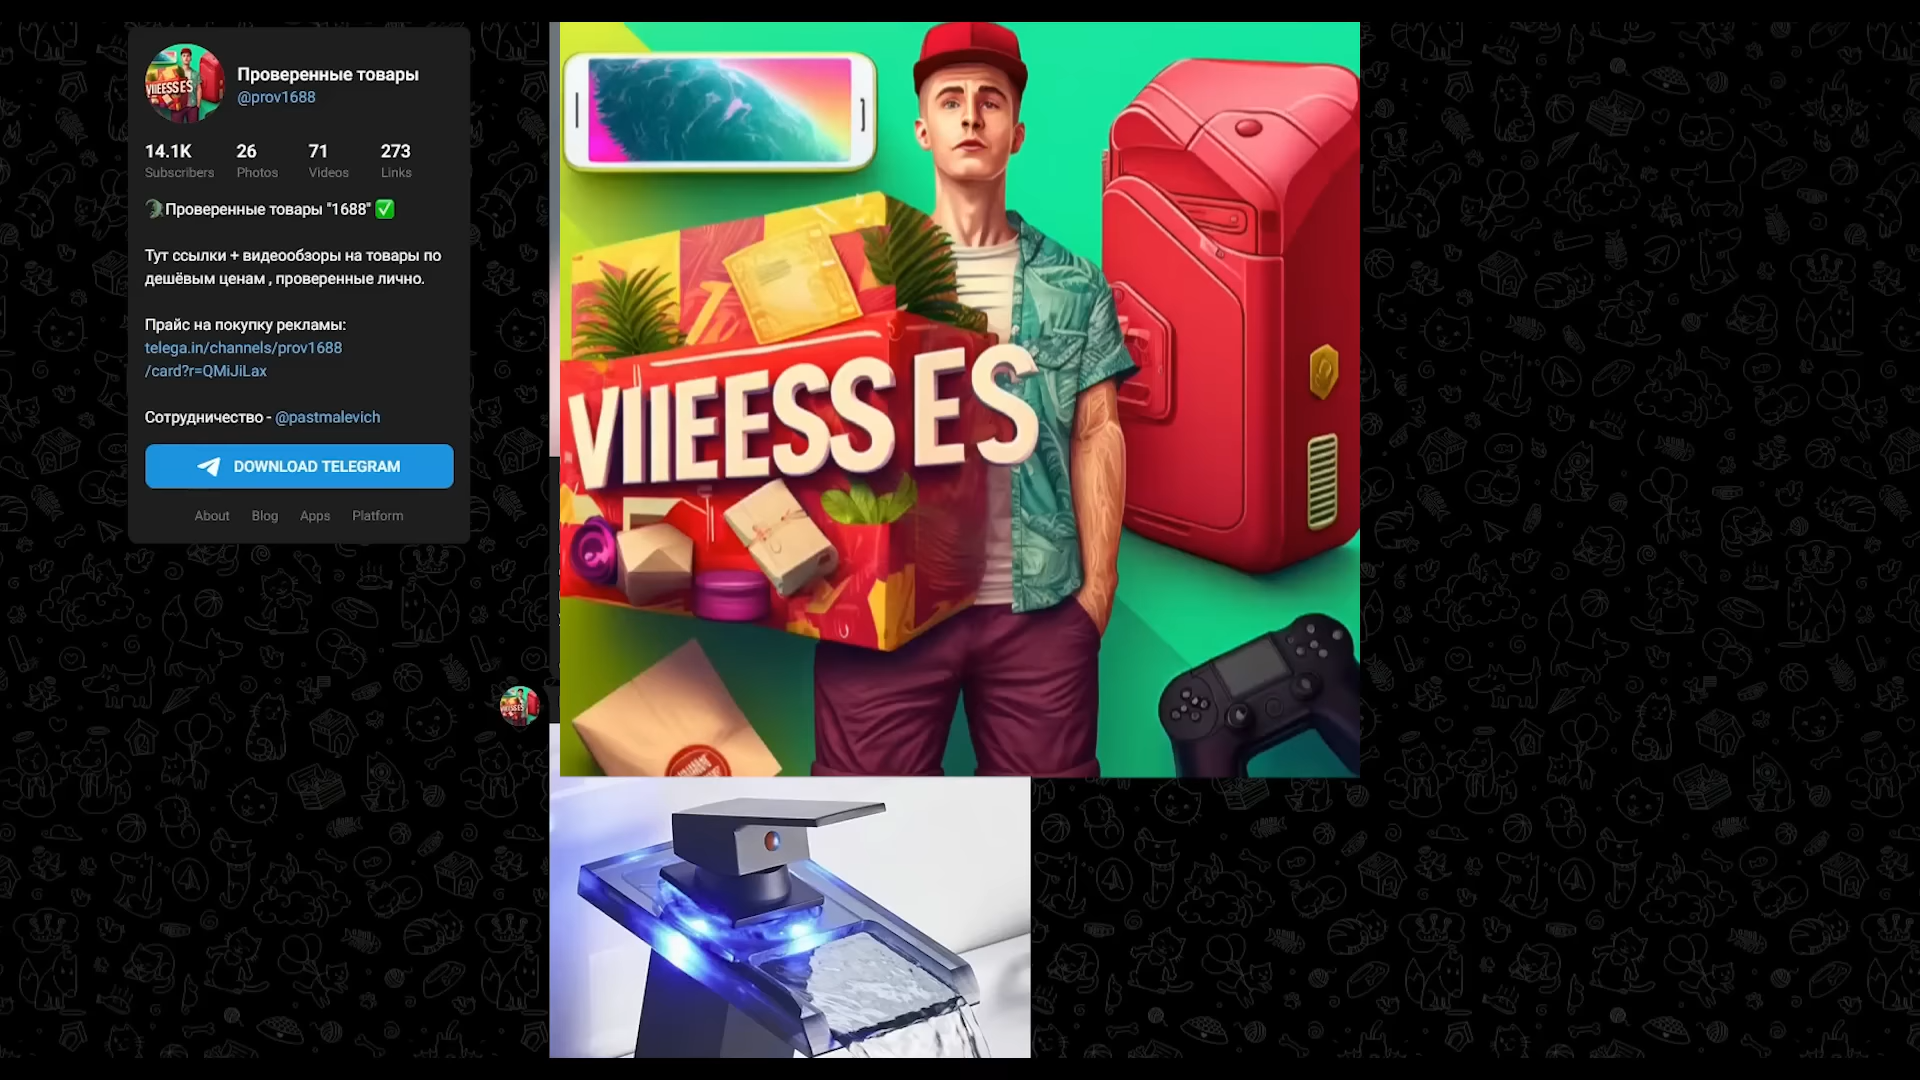 Проверенные товары
@prov1688
14.1K 26 71 273
Subscribers Photos Videos Links
Проверенные товары "1688"
Тут ссылки + видеообзоры на товары по
дешёвым ценам , проверенные лично.
Прайс на покупку рекламы:
telega.in/channels/prov1688
/card?r=QMiJiLax
Сотрудничество - @pastmalevich
DOWNLOAD TELEGRAM
About Blog Apps Platform
VIIEESS ES